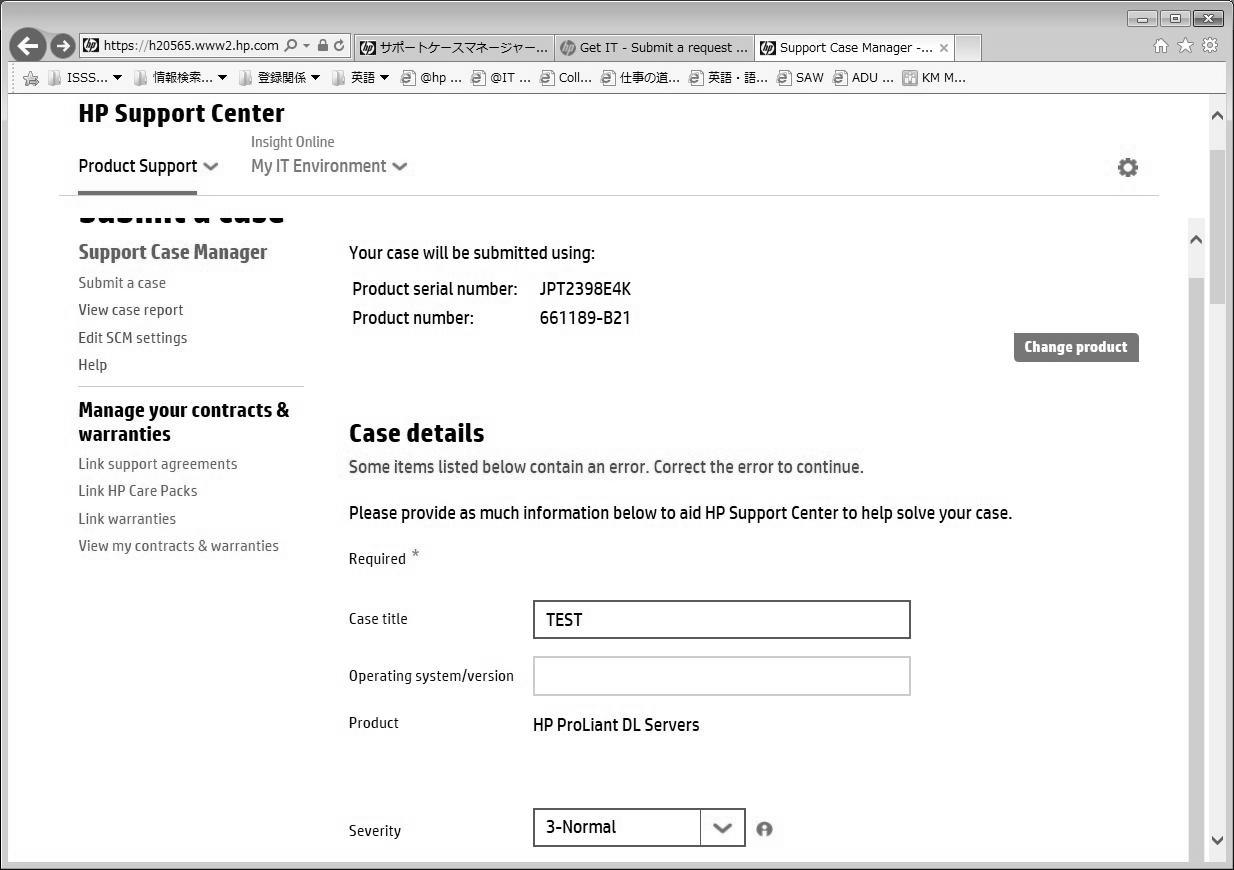 https://h20565.www2.hp.com
サポートケースマネージャー...
Get IT - Submit a request ...
Support Case Manager -...
ISSS...
情報検索...
登録関係
英語
@hp ...
@IT ...
Coll...
仕事の道...
英語・語...
SAW
ADU ...
KM M...
HP Support Center
Insight Online
Product Support
My IT Environment
Submit a case
Support Case Manager
Submit a case
View case report
Edit SCM settings
Help
Manage your contracts &
warranties
Link support agreements
Link HP Care Packs
Link warranties
View my contracts & warranties
Your case will be submitted using:
Product serial number: JPT2398E4K
Product number: 661189-B21
Change product
Case details
Some items listed below contain an error. Correct the error to continue.
Please provide as much information below to aid HP Support Center to help solve your case.
Required *
Case title TEST
Operating system/version
Product HP ProLiant DL Servers
Severity 3-Normal